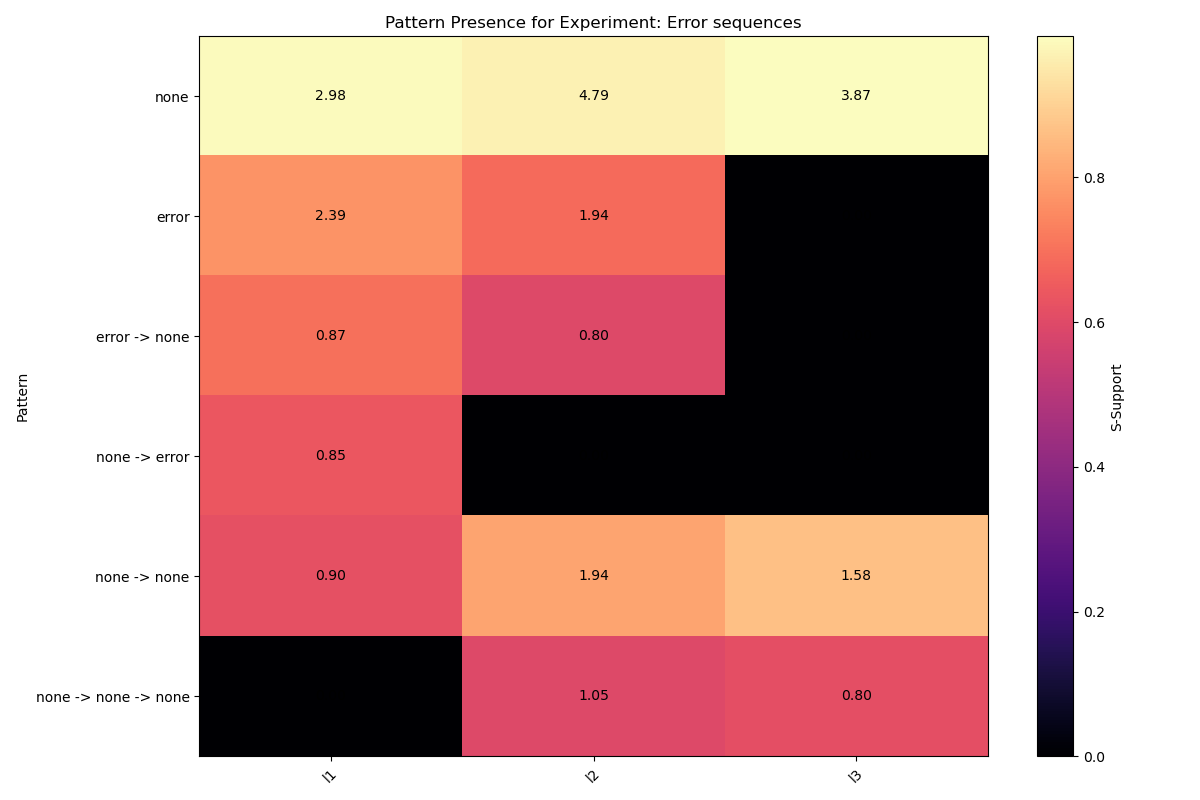 Pattern Presence for Experiment: Error sequences
Pattern
none
2.98
4.79
3.87
error
2.39
1.94
error -> none
0.87
0.80
none -> error
0.85
none -> none
0.90
1.94
1.58
none -> none -> none
1.05
0.80
l1
l2
l3
0.8
0.6
0.4
0.2
0.0
S-Support